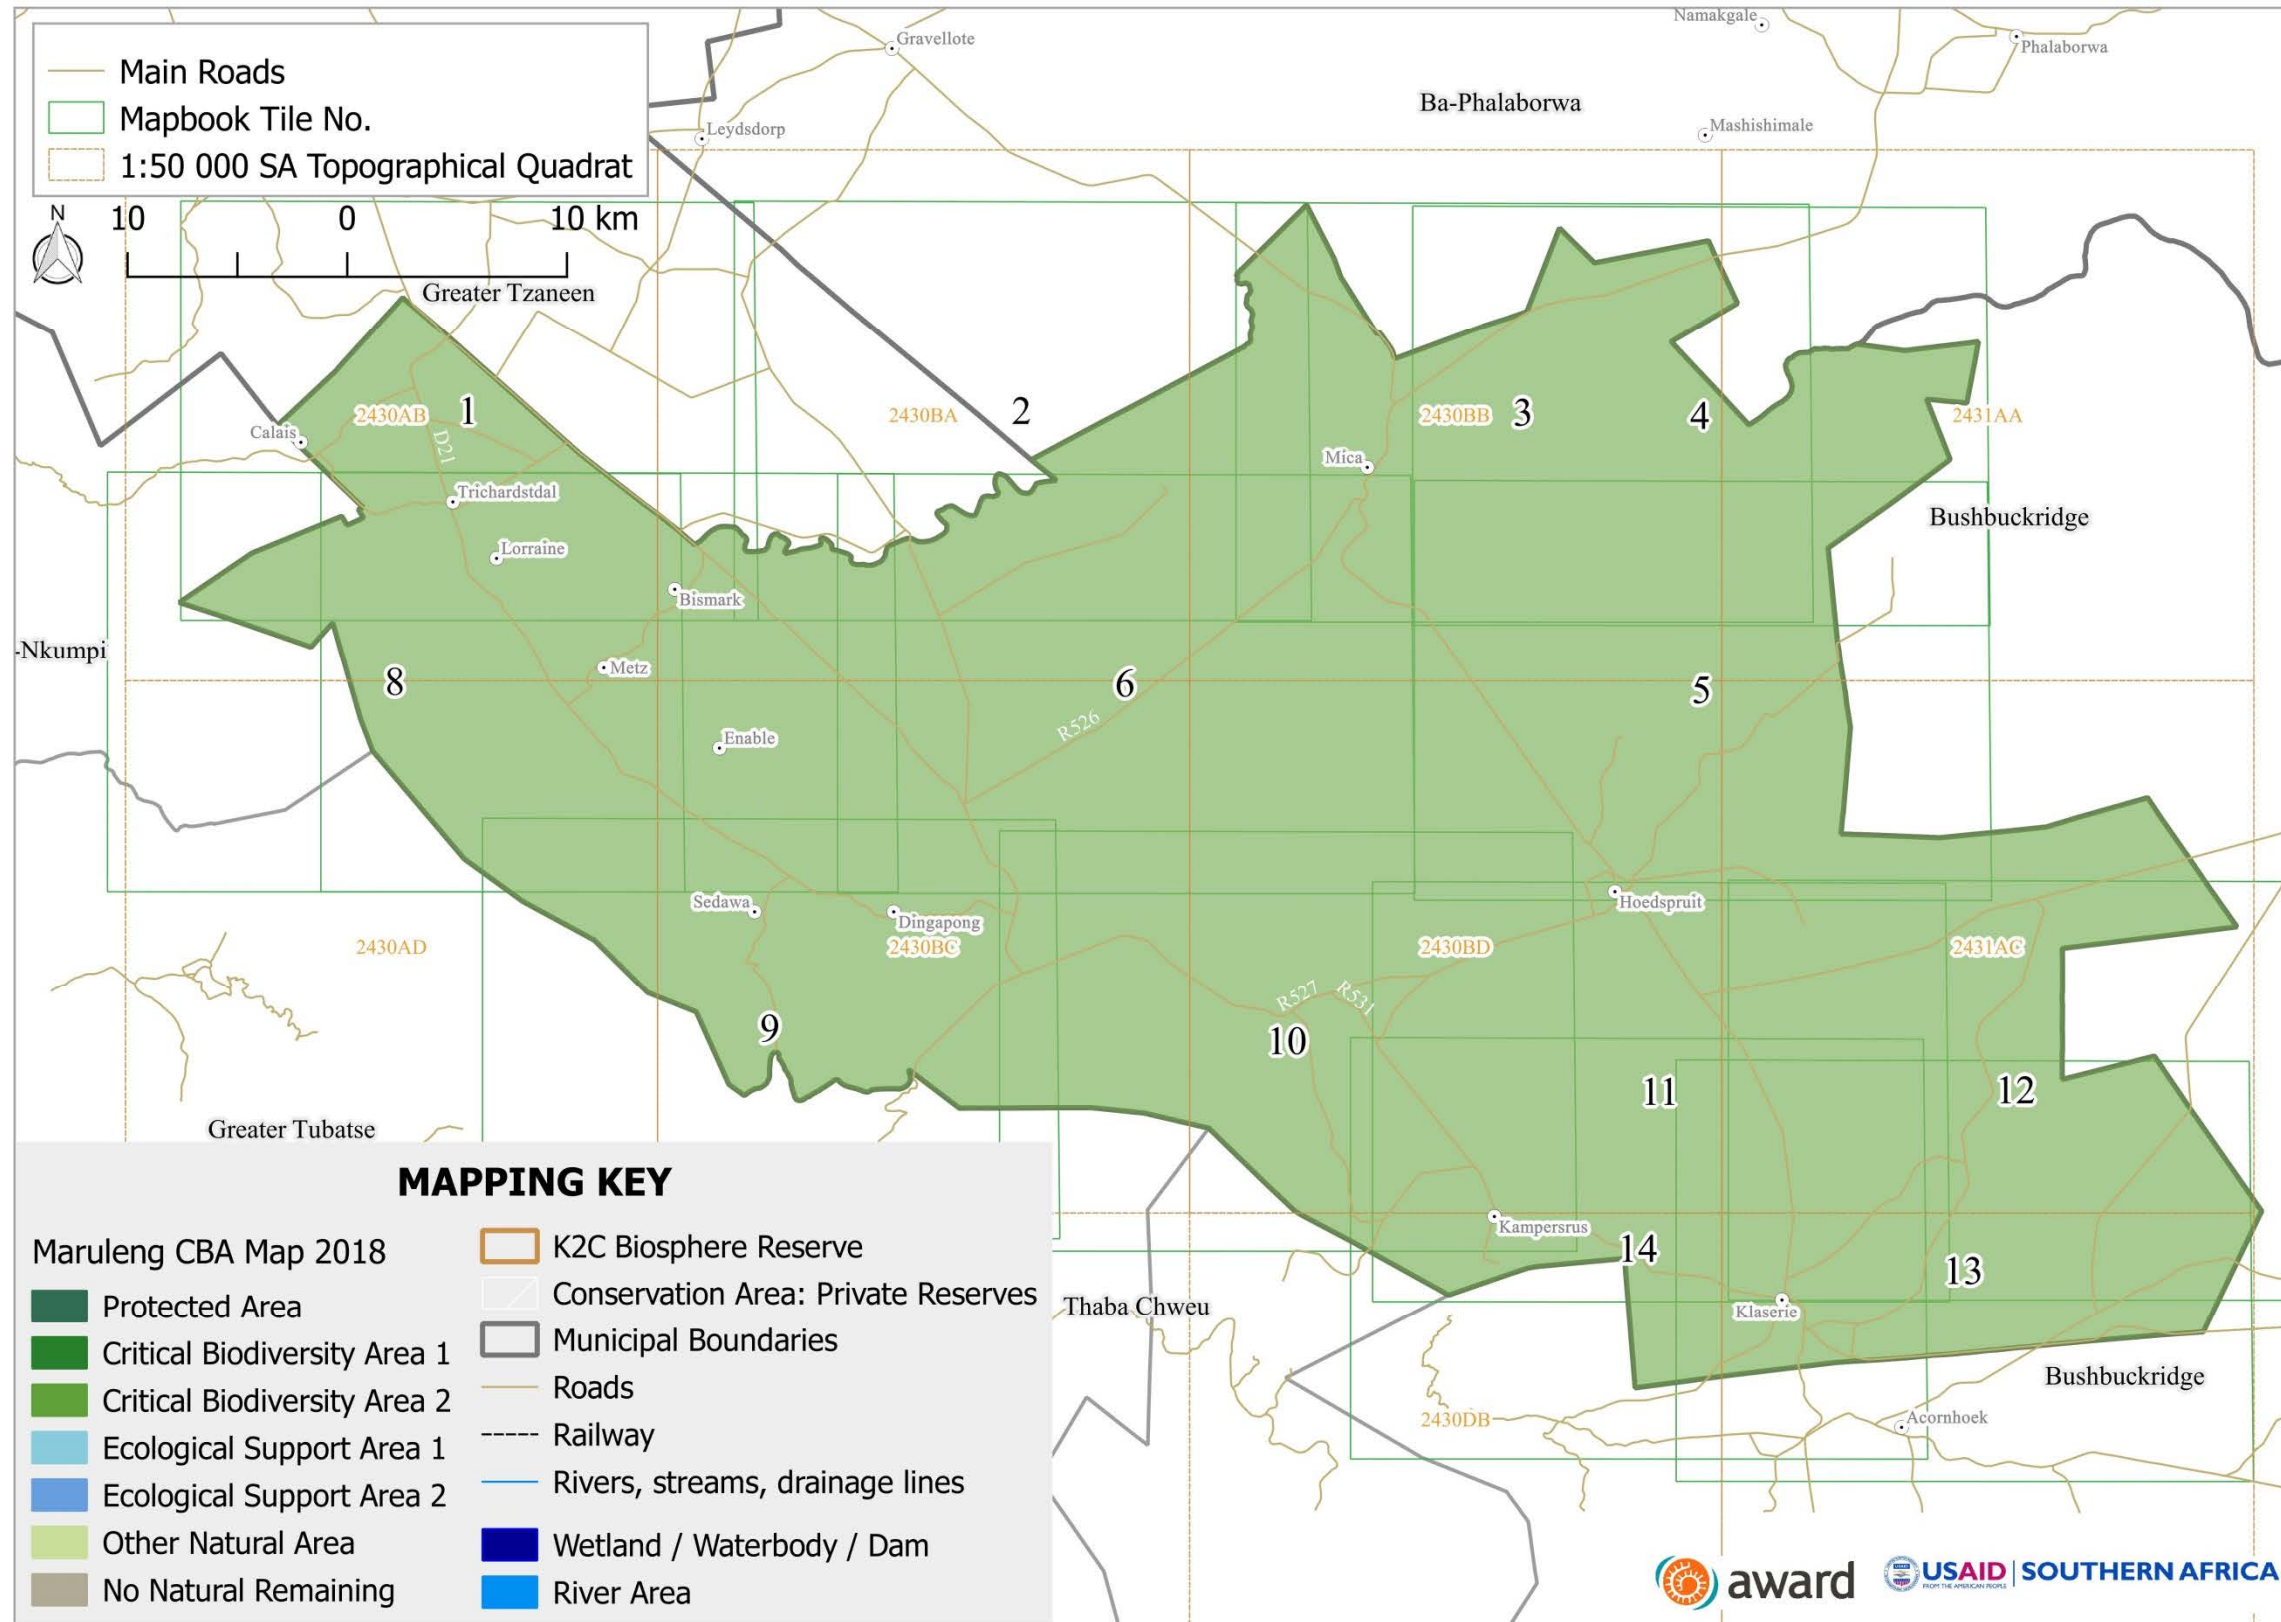 Namakgale
Gravellote
Phalaborwa
Main Roads
Mapbook Tile No.
1:50 000 SA Topographical Quadrat
Ba-Phalaborwa
Leydsdorp
Mashishimale
N
10 0 10 km
Greater Tzaneen
2430AB
1
2430BA
2
2430BB
3
4
2431AA
Calais
D21
Mica
Trichardstdal
Bushbuckridge
Lorraine
Bismark
-Nkumpi
Metz
8
6
5
R526
Enable
Sedawa
Dingapong
Hoedspruit
2430AD
2430BC
2430BD
2431AC
R527
R531
9
10
11
12
Greater Tubatse
Kampersrus
14
13
Thaba Chweu
Klaserie
Bushbuckridge
2430DB
Acornhoek
MAPPING KEY
Maruleng CBA Map 2018
Protected Area
Critical Biodiversity Area 1
Critical Biodiversity Area 2
Ecological Support Area 1
Ecological Support Area 2
Other Natural Area
No Natural Remaining
K2C Biosphere Reserve
Conservation Area: Private Reserves
Municipal Boundaries
Roads
Railway
Rivers, streams, drainage lines
Wetland / Waterbody / Dam
River Area
award
USAID SOUTHERN AFRICA
FROM THE AMERICAN PEOPLE